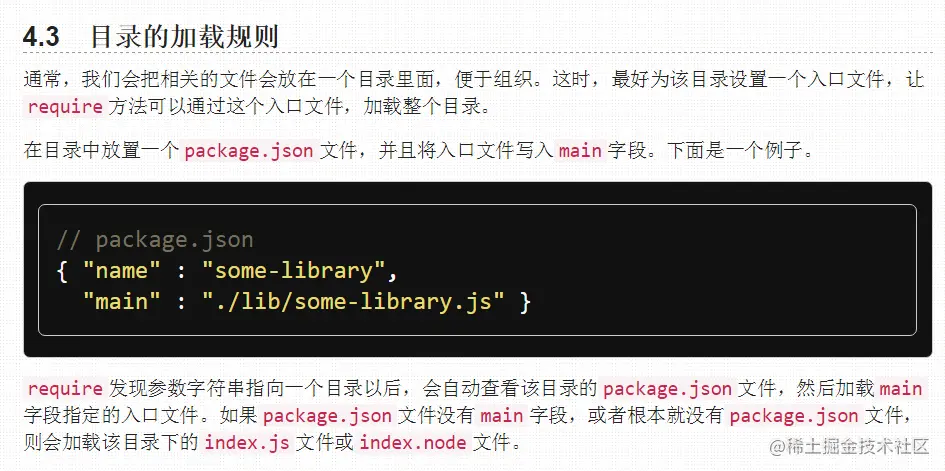 4.3 目录的加载规则
通常，我们会把相关的文件会放在一个目录里面，便于组织。这时，最好为该目录设置一个入口文件，让
require 方法可以通过这个入口文件，加载整个目录。
在目录中放置一个 package.json 文件，并且将入口文件写入 main 字段。下面是一个例子。
// package.json
{ "name" : "some-library",
  "main" : "./lib/some-library.js" }
require 发现参数字符串指向一个目录以后，会自动查看该目录的 package.json 文件，然后加载 main
字段指定的入口文件。如果 package.json 文件没有 main 字段，或者根本就没有 package.json 文件，
则会加载该目录下的 index.js 文件或 index.node 文件。
@稀土掘金技术社区